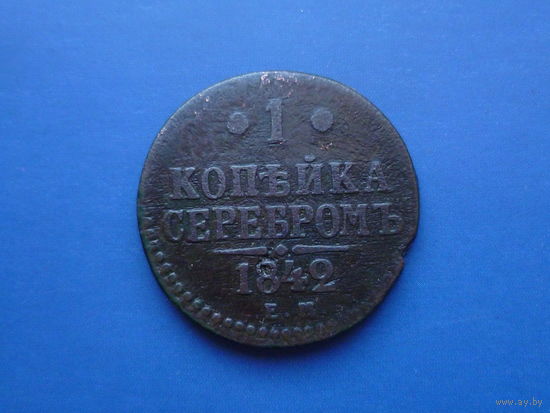 • 1 •
КОПѢЙКА
СЕРЕБРОМЪ
1842
Е. М
www.ay.by